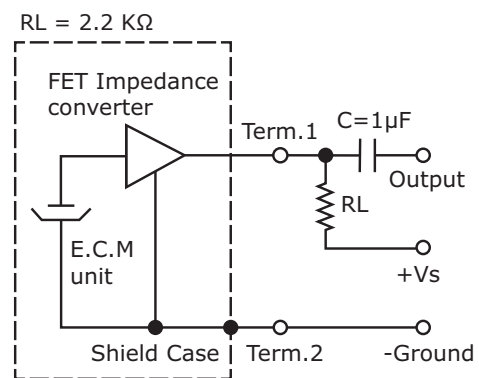 RL = 2.2 KΩ
FET Impedance
converter
Term.1
C=1μF
Output
RL
E.C.M
unit
+Vs
Shield Case
Term.2
-Ground